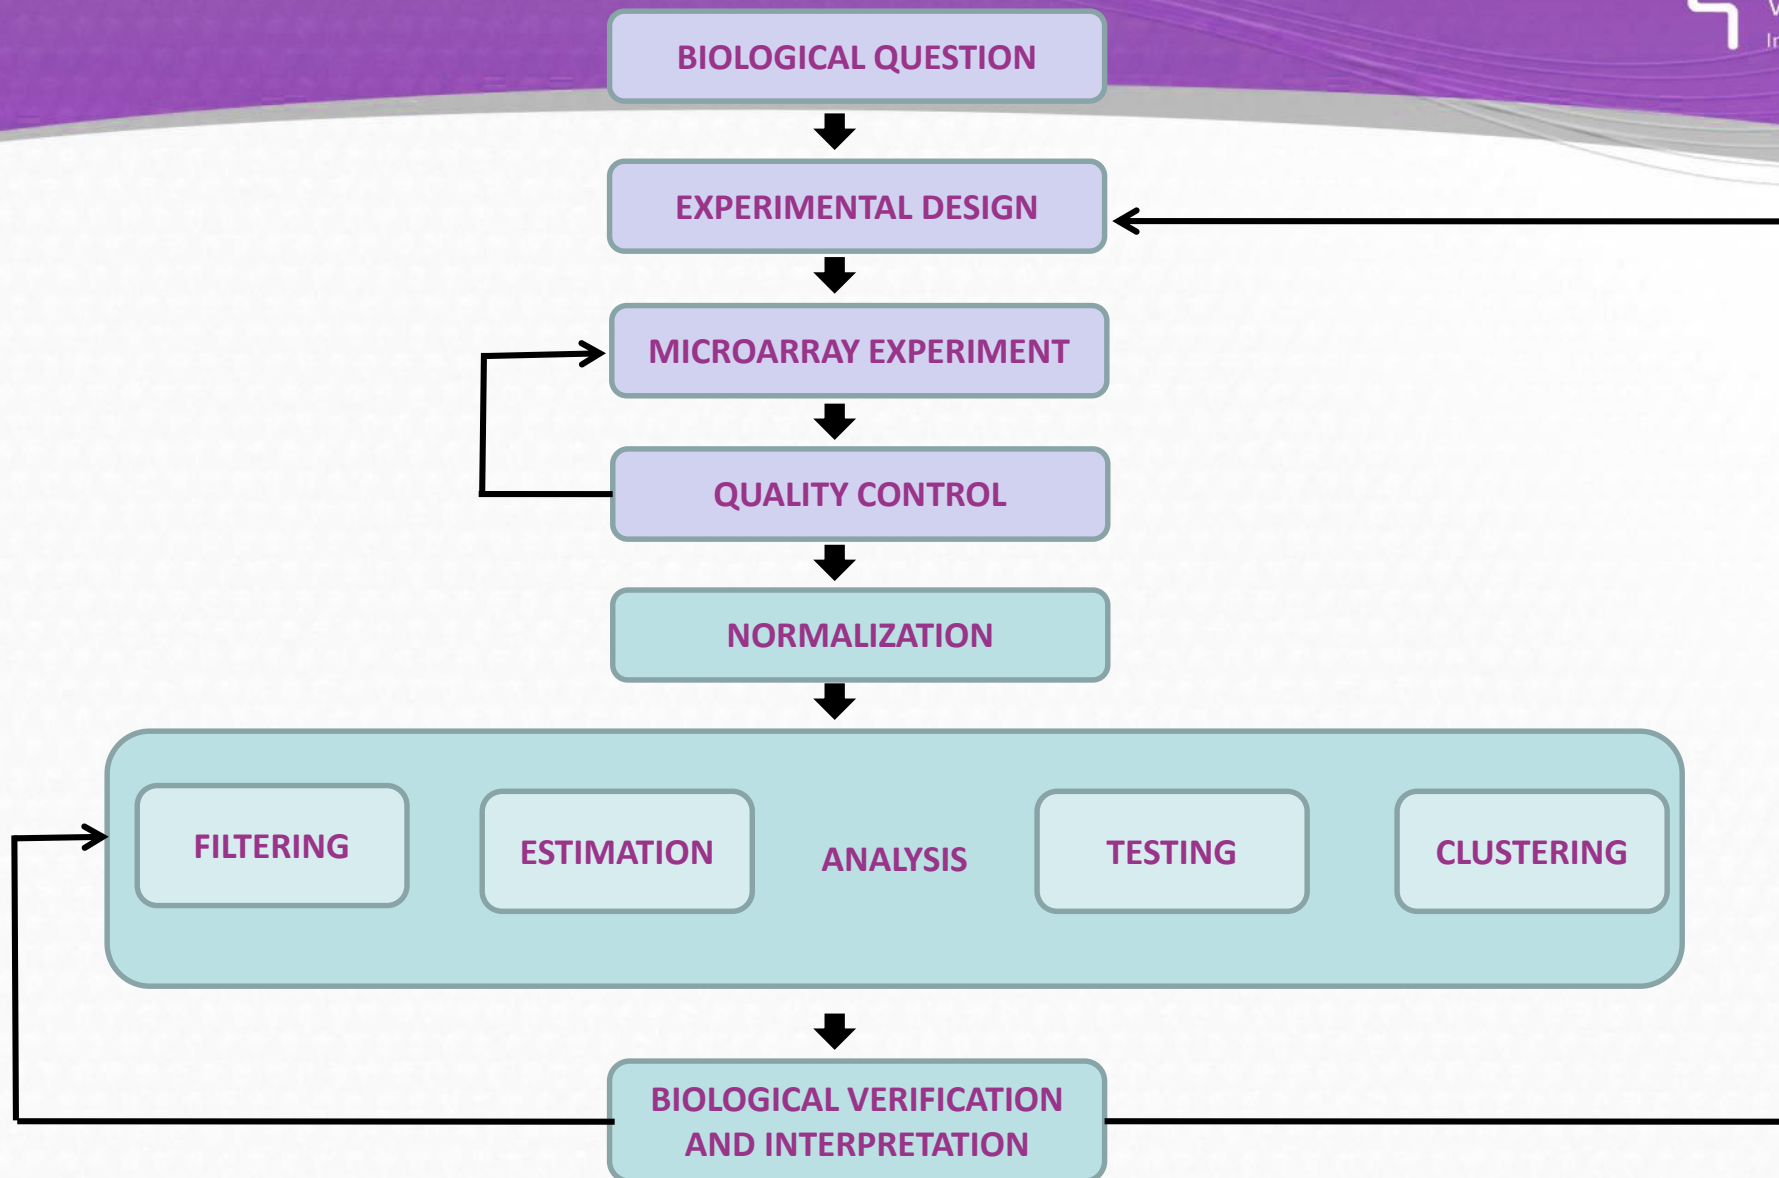 BIOLOGICAL QUESTION
EXPERIMENTAL DESIGN
MICROARRAY EXPERIMENT
QUALITY CONTROL
NORMALIZATION
FILTERING
ESTIMATION
ANALYSIS
TESTING
CLUSTERING
BIOLOGICAL VERIFICATION
AND INTERPRETATION